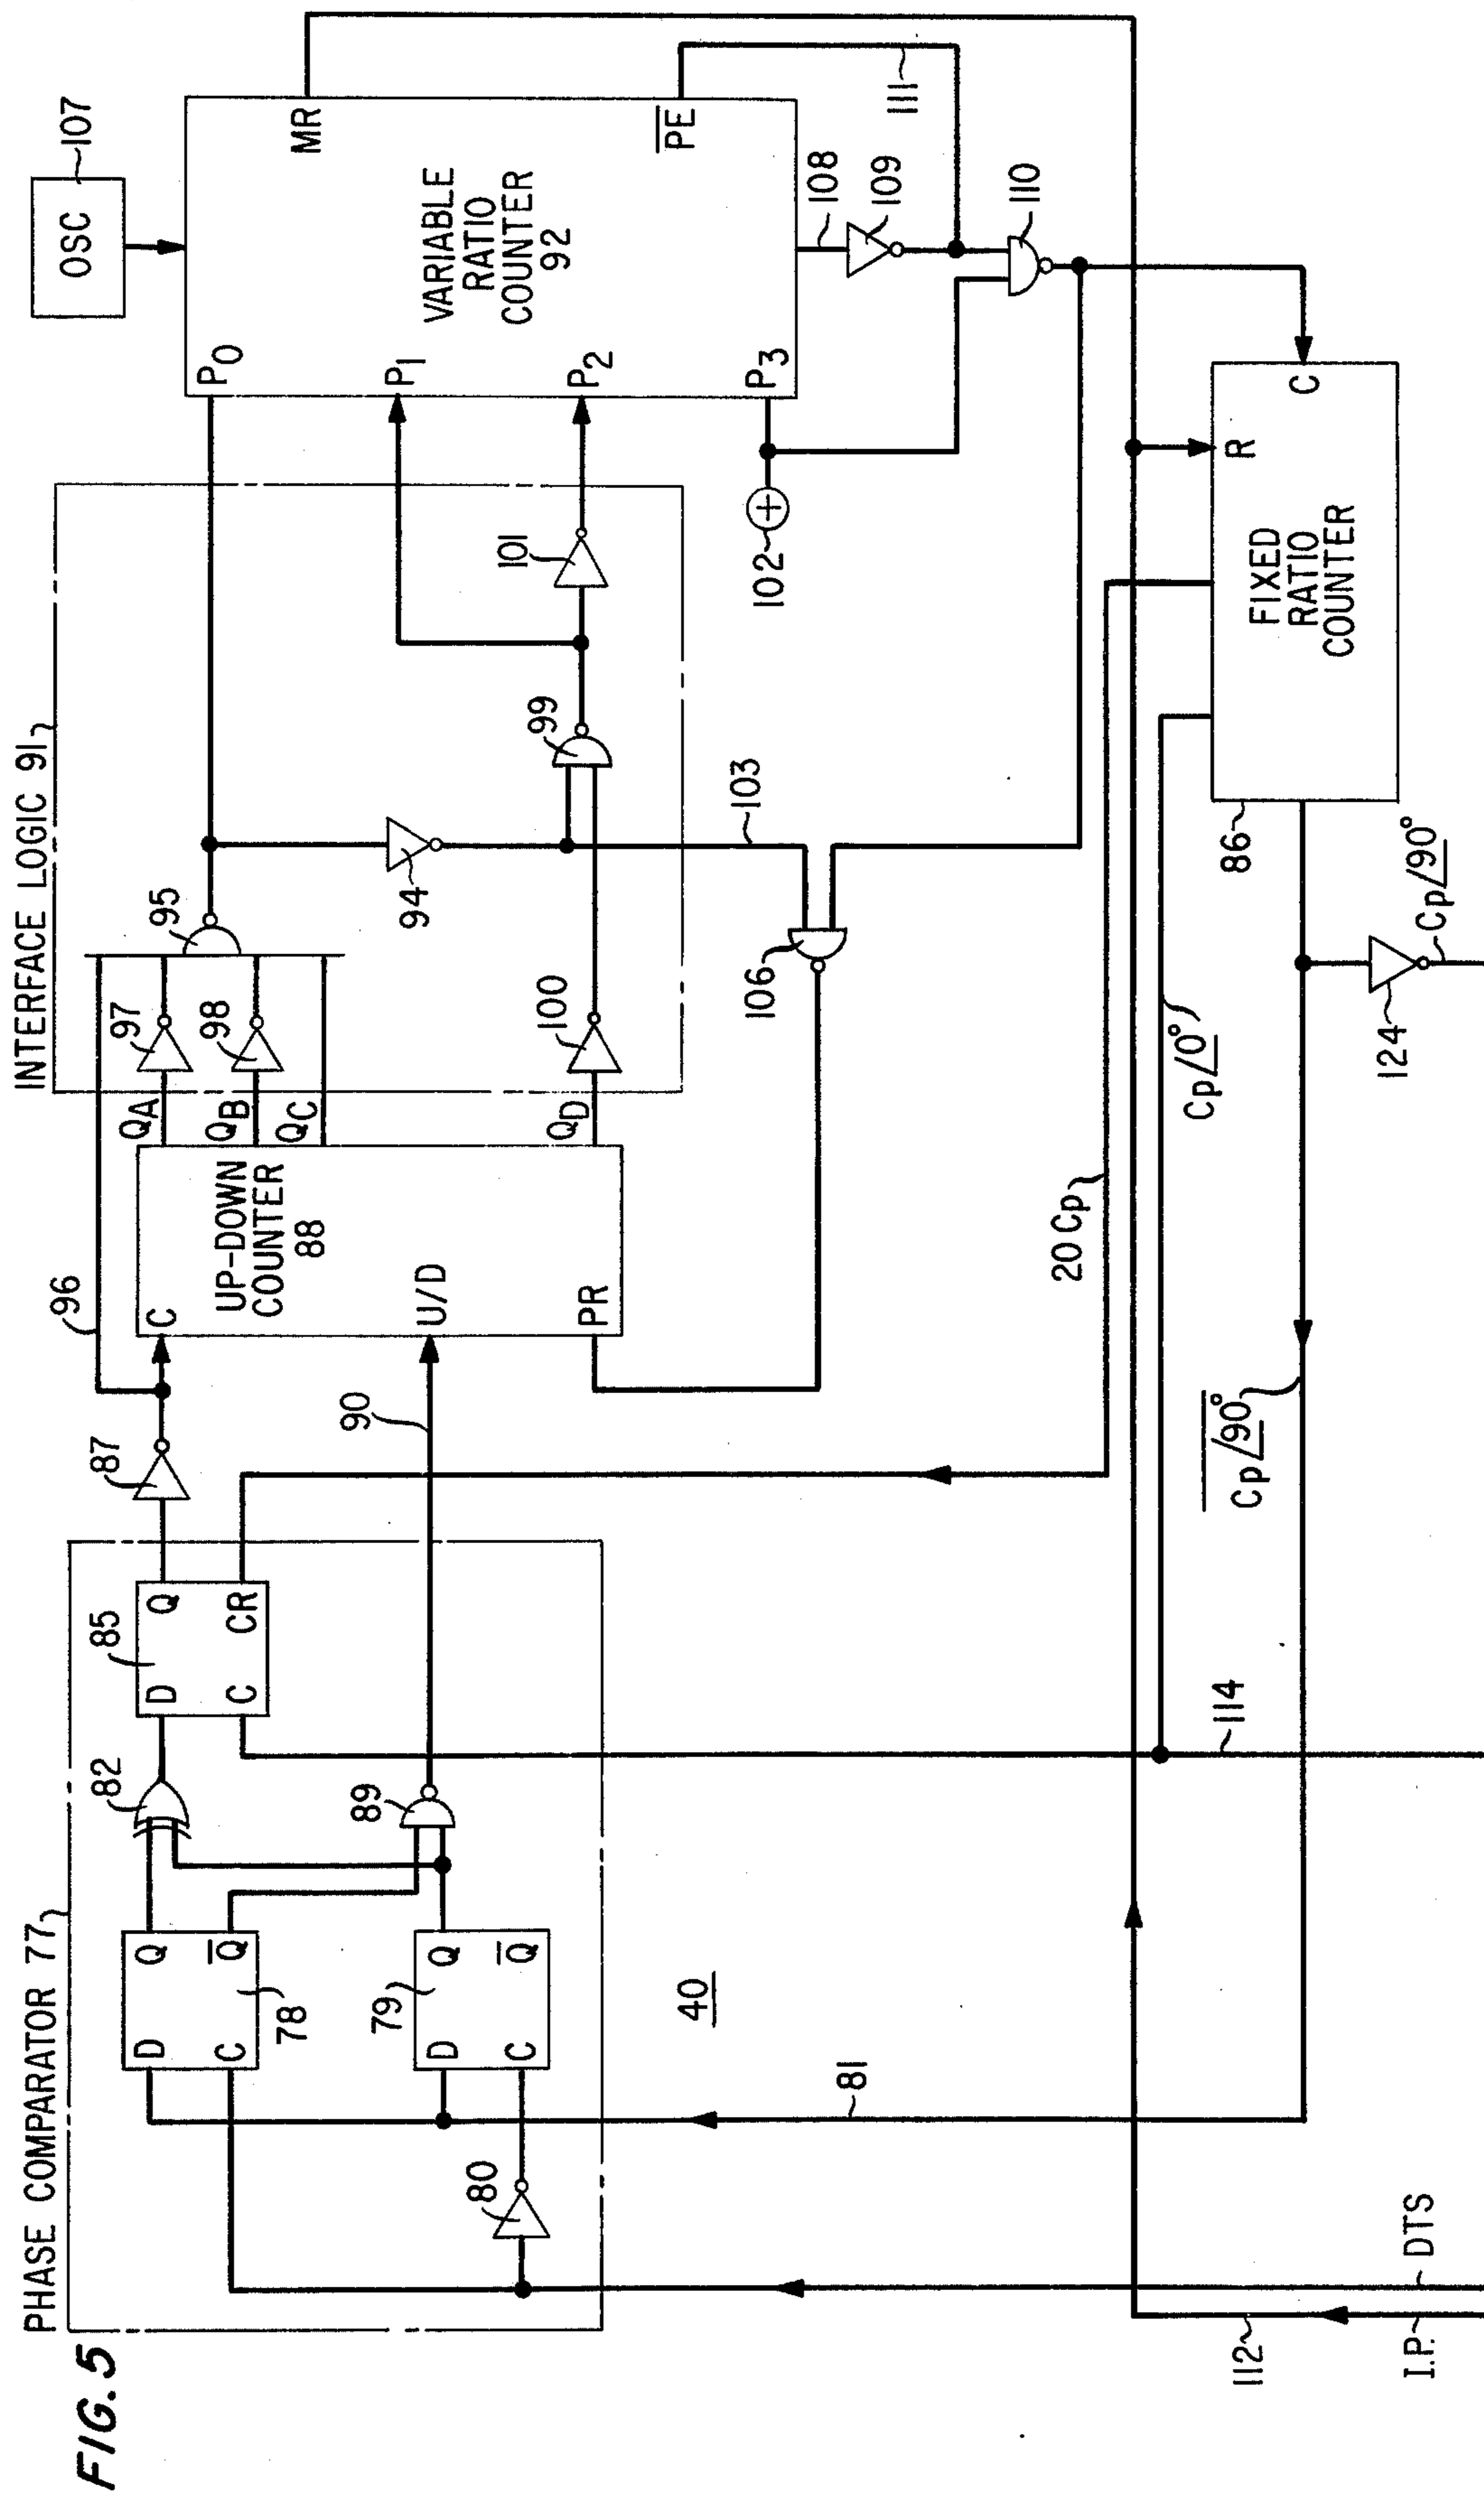 FIG. 5
PHASE COMPARATOR 77
INTERFACE LOGIC 91
OSC
107
96
87
85
82
D
Q
C
CR
D
Q
C
Q̅
78
79
D
Q
C
Q̅
80
89
90
C
UP-DOWN
COUNTER
88
U/D
PR
QA
QB
QC
QD
97
98
95
94
100
99
101
P0
P1
P2
P3
VARIABLE
RATIO
COUNTER
92
MR
P̅E̅
111
108
109
110
102
+
103
106
40
81
20 Cp
Cp/0°
R
C
FIXED
RATIO
COUNTER
86
114
C̅p̅/̅9̅0̅°̅
124
Cp/90°
112
I.P.
DTS